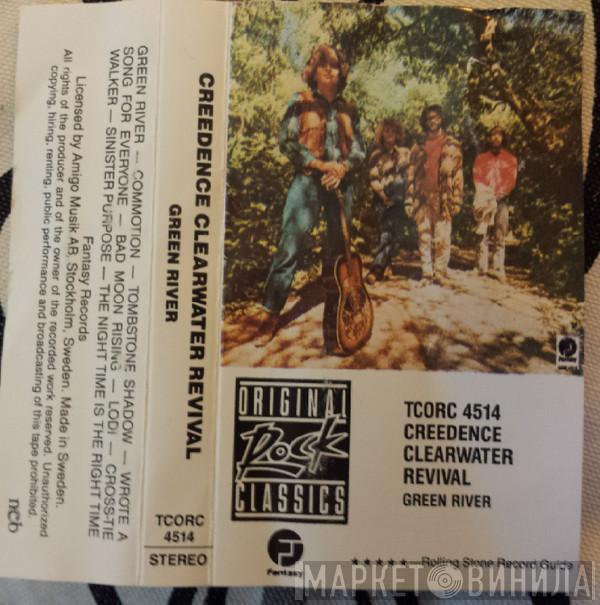 GREEN RIVER — COMMOTION — TOMBSTONE SHADOW — WROTE A
SONG FOR EVERYONE — BAD MOON RISING — LODI — CROSS-TIE
WALKER — SINISTER PURPOSE — THE NIGHT TIME IS THE RIGHT TIME
Fantasy Records
Licensed by Amigo Musik AB, Stockholm, Sweden. Made in Sweden.
All rights of the producer and of the owner of the recorded work reserved. Unauthorized
copying, hiring, renting, public performance and broadcasting of this tape prohibited.
ncb
CREEDENCE CLEARWATER REVIVAL
GREEN RIVER
TCORC
4514
STEREO
ORIGINAL
Rock
CLASSICS
Fantasy
TCORC 4514
CREEDENCE
CLEARWATER
REVIVAL
GREEN RIVER
★★★★★—Rolling Stone Record Guide
МАРКЕТ ВИНИЛА